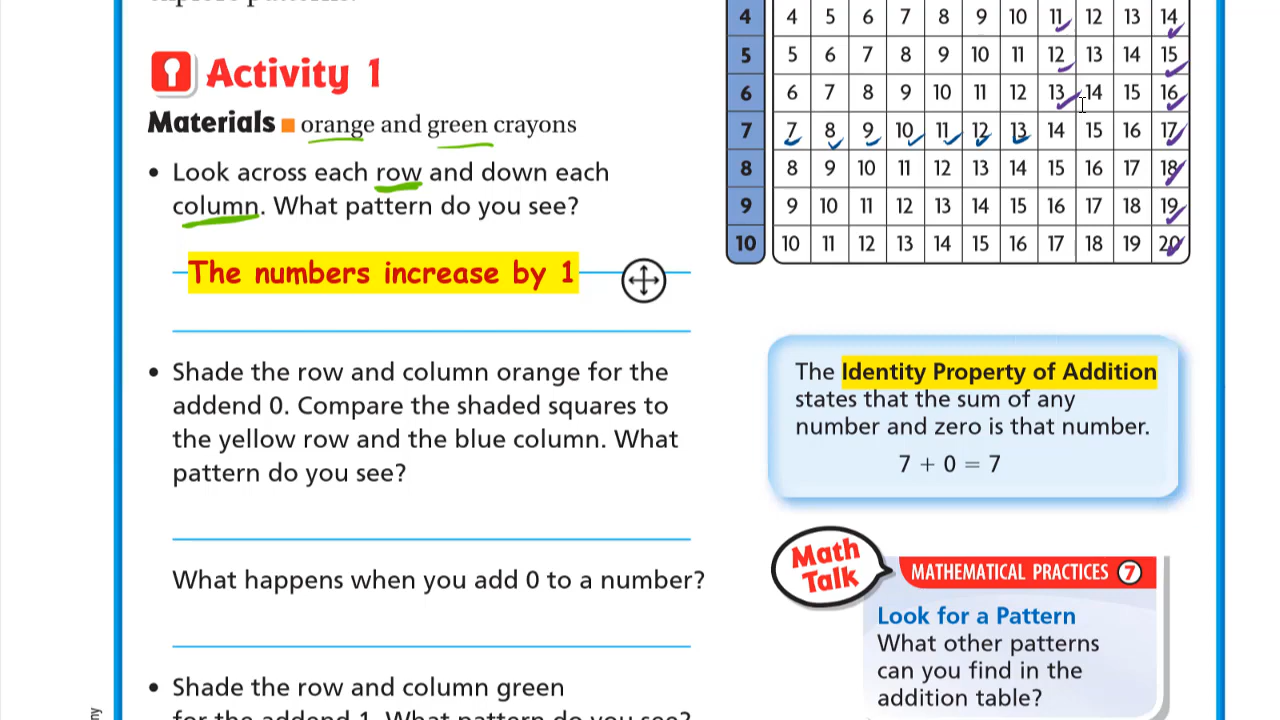 Activity 1
Materials ■ orange and green crayons
• Look across each row and down each
column. What pattern do you see?
The numbers increase by 1
• Shade the row and column orange for the
addend 0. Compare the shaded squares to
the yellow row and the blue column. What
pattern do you see?
What happens when you add 0 to a number?
• Shade the row and column green
for the addend 1. What pattern do you see?
4 4 5 6 7 8 9 10 11 12 13 14
5 5 6 7 8 9 10 11 12 13 14 15
6 6 7 8 9 10 11 12 13 14 15 16
7 7 8 9 10 11 12 13 14 15 16 17
8 8 9 10 11 12 13 14 15 16 17 18
9 9 10 11 12 13 14 15 16 17 18 19
10 10 11 12 13 14 15 16 17 18 19 20
The Identity Property of Addition
states that the sum of any
number and zero is that number.
7 + 0 = 7
Math
Talk
MATHEMATICAL PRACTICES 7
Look for a Pattern
What other patterns
can you find in the
addition table?